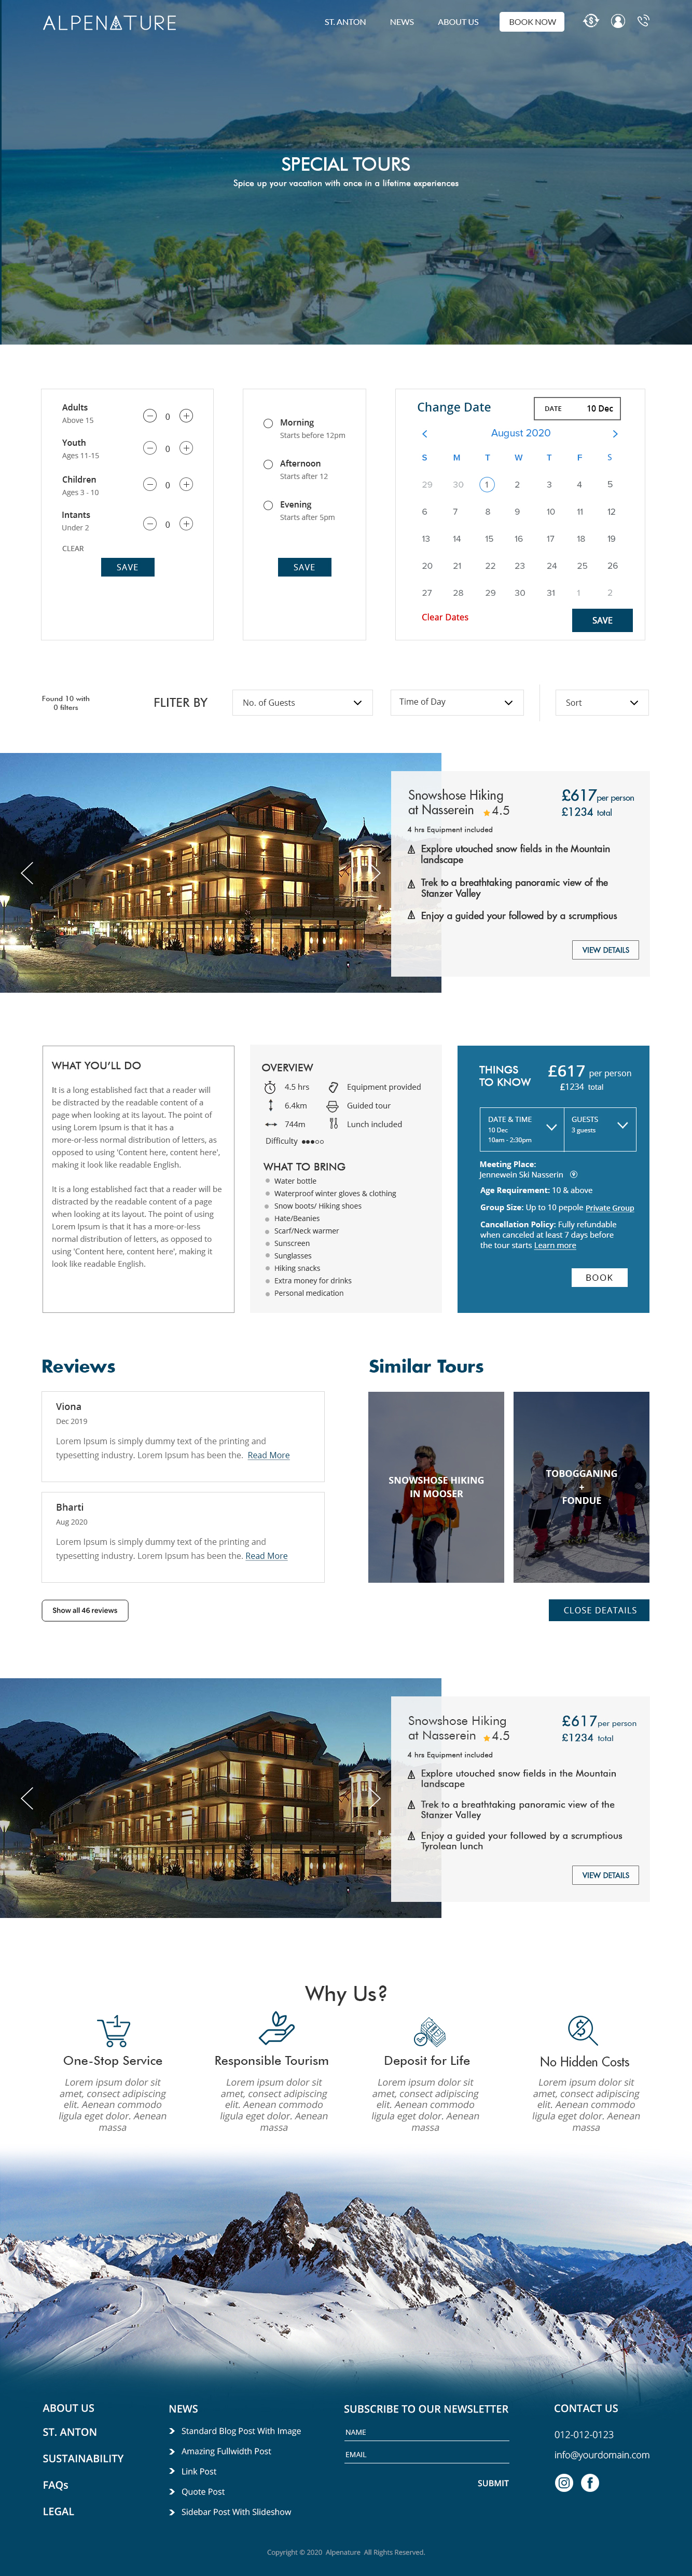 ALPENATURE
ST. ANTON
NEWS
ABOUT US
BOOK NOW
SPECIAL TOURS
Spice up your vacation with once in a lifetime experiences
Adults
Above 15
0
Youth
Ages 11-15
0
Children
Ages 3 - 10
0
Intants
Under 2
0
CLEAR
SAVE
Morning
Starts before 12pm
Afternoon
Starts after 12
Evening
Starts after 5pm
SAVE
Change Date
DATE 10 Dec
August 2020
S M T W T F S
29 30 1 2 3 4 5
6 7 8 9 10 11 12
13 14 15 16 17 18 19
20 21 22 23 24 25 26
27 28 29 30 31 1 2
Clear Dates
SAVE
Found 10 with
0 filters
FLITER BY
No. of Guests
Time of Day
Sort
Snowshose Hiking
at Nasserein 4.5
£617 per person
£1234 total
4 hrs Equipment included
Explore utouched snow fields in the Mountain
landscape
Trek to a breathtaking panoramic view of the
Stanzer Valley
Enjoy a guided your followed by a scrumptious
VIEW DETAILS
WHAT YOU'LL DO
It is a long established fact that a reader will
be distracted by the readable content of a
page when looking at its layout. The point of
using Lorem Ipsum is that it has a
more-or-less normal distribution of letters, as
opposed to using 'Content here, content here',
making it look like readable English.
It is a long established fact that a reader will be
distracted by the readable content of a page
when looking at its layout. The point of using
Lorem Ipsum is that it has a more-or-less
normal distribution of letters, as opposed to
using 'Content here, content here', making it
look like readable English.
OVERVIEW
4.5 hrs
Equipment provided
6.4km
Guided tour
744m
Lunch included
Difficulty
WHAT TO BRING
Water bottle
Waterproof winter gloves & clothing
Snow boots/ Hiking shoes
Hate/Beanies
Scarf/Neck warmer
Sunscreen
Sunglasses
Hiking snacks
Extra money for drinks
Personal medication
THINGS
TO KNOW
£617 per person
£1234 total
DATE & TIME
10 Dec
10am - 2:30pm
GUESTS
3 guests
Meeting Place:
Jennewein Ski Nasserin
Age Requirement: 10 & above
Group Size: Up to 10 pepole Private Group
Cancellation Policy: Fully refundable
when canceled at least 7 days before
the tour starts Learn more
BOOK
Reviews
Viona
Dec 2019
Lorem Ipsum is simply dummy text of the printing and
typesetting industry. Lorem Ipsum has been the. Read More
Bharti
Aug 2020
Lorem Ipsum is simply dummy text of the printing and
typesetting industry. Lorem Ipsum has been the. Read More
Show all 46 reviews
Similar Tours
SNOWSHOSE HIKING
IN MOOSER
TOBOGGANING
+
FONDUE
CLOSE DEATAILS
Snowshose Hiking
at Nasserein 4.5
£617 per person
£1234 total
4 hrs Equipment included
Explore utouched snow fields in the Mountain
landscape
Trek to a breathtaking panoramic view of the
Stanzer Valley
Enjoy a guided your followed by a scrumptious
Tyrolean lunch
VIEW DETAILS
Why Us?
1
One-Stop Service
Lorem ipsum dolor sit
amet, consect adipiscing
elit. Aenean commodo
ligula eget dolor. Aenean
massa
Responsible Tourism
Lorem ipsum dolor sit
amet, consect adipiscing
elit. Aenean commodo
ligula eget dolor. Aenean
massa
Deposit for Life
Lorem ipsum dolor sit
amet, consect adipiscing
elit. Aenean commodo
ligula eget dolor. Aenean
massa
No Hidden Costs
Lorem ipsum dolor sit
amet, consect adipiscing
elit. Aenean commodo
ligula eget dolor. Aenean
massa
ABOUT US
ST. ANTON
SUSTAINABILITY
FAQs
LEGAL
NEWS
Standard Blog Post With Image
Amazing Fullwidth Post
Link Post
Quote Post
Sidebar Post With Slideshow
SUBSCRIBE TO OUR NEWSLETTER
NAME
EMAIL
SUBMIT
CONTACT US
012-012-0123
info@yourdomain.com
Copyright © 2020 Alpenature All Rights Reserved.